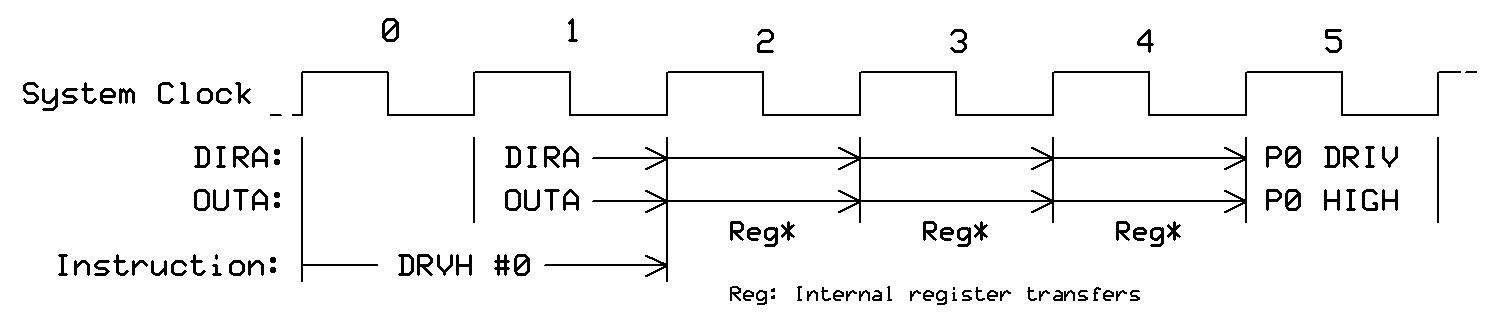 0 1 2 3 4 5
System Clock
DIRA: DIRA P0 DRIV
OUTA: OUTA P0 HIGH
Reg* Reg* Reg*
Instruction: DRVH #0
Reg: Internal register transfers